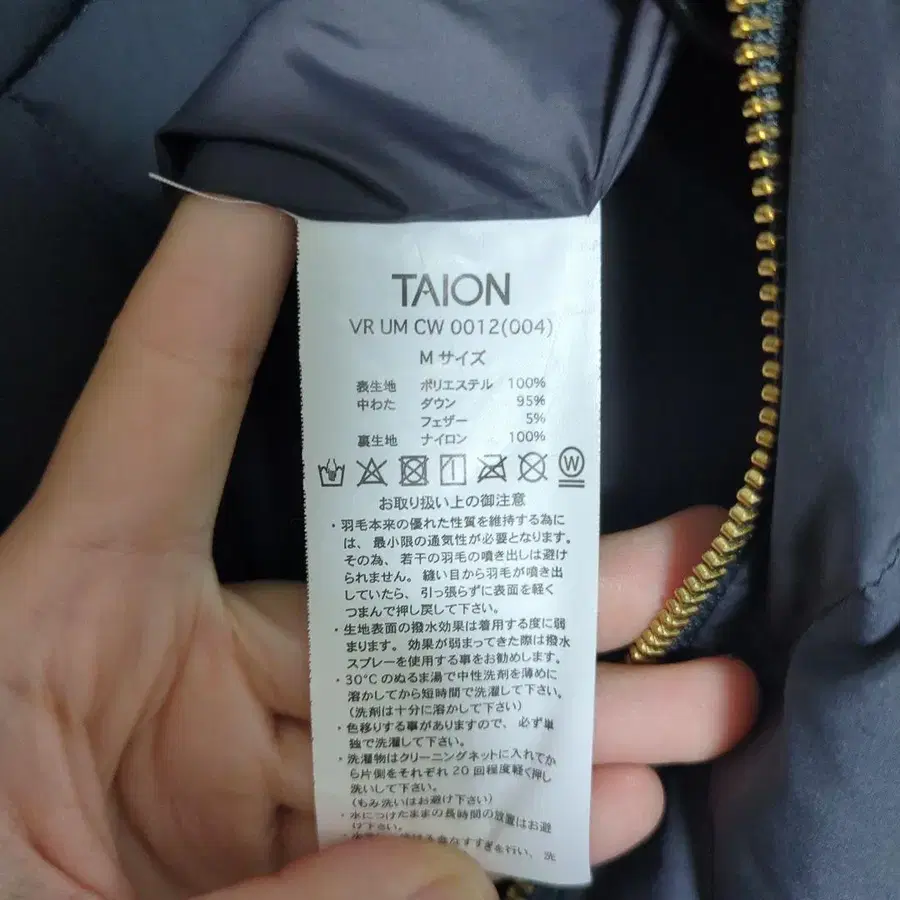 TAION
VR UM CW 0012(004)
M サイズ
表生地 ポリエステル 100%
中わた ダウン 95%
フェザー 5%
裏生地 ナイロン 100%
W
お取り扱い上の御注意
・羽毛本来の優れた性質を維持する為に
は、最小限の通気性が必要となります。
その為、若干の羽毛の噴き出しは避け
られません。縫い目から羽毛が噴き出
していたら、引っ張らずに表面を軽く
つまんで押し戻して下さい。
・生地表面の撥水効果は着用する度に弱
まります。効果が弱まってきた際は撥水
スプレーを使用する事をお勧めします。
・30℃のぬるま湯で中性洗剤を薄めに
溶かしてから短時間で洗濯して下さい。
(洗剤は十分に溶かして下さい)
・色移りする事がありますので、必ず単
独で洗濯して下さい。
・洗濯物はクリーニングネットに入れてか
ら片側をそれぞれ20回程度軽く押し
洗いして下さい。
(もみ洗いはお避け下さい)
・水につけたままの長時間の放置はお避
け下さい。
なすすぎを行い、洗